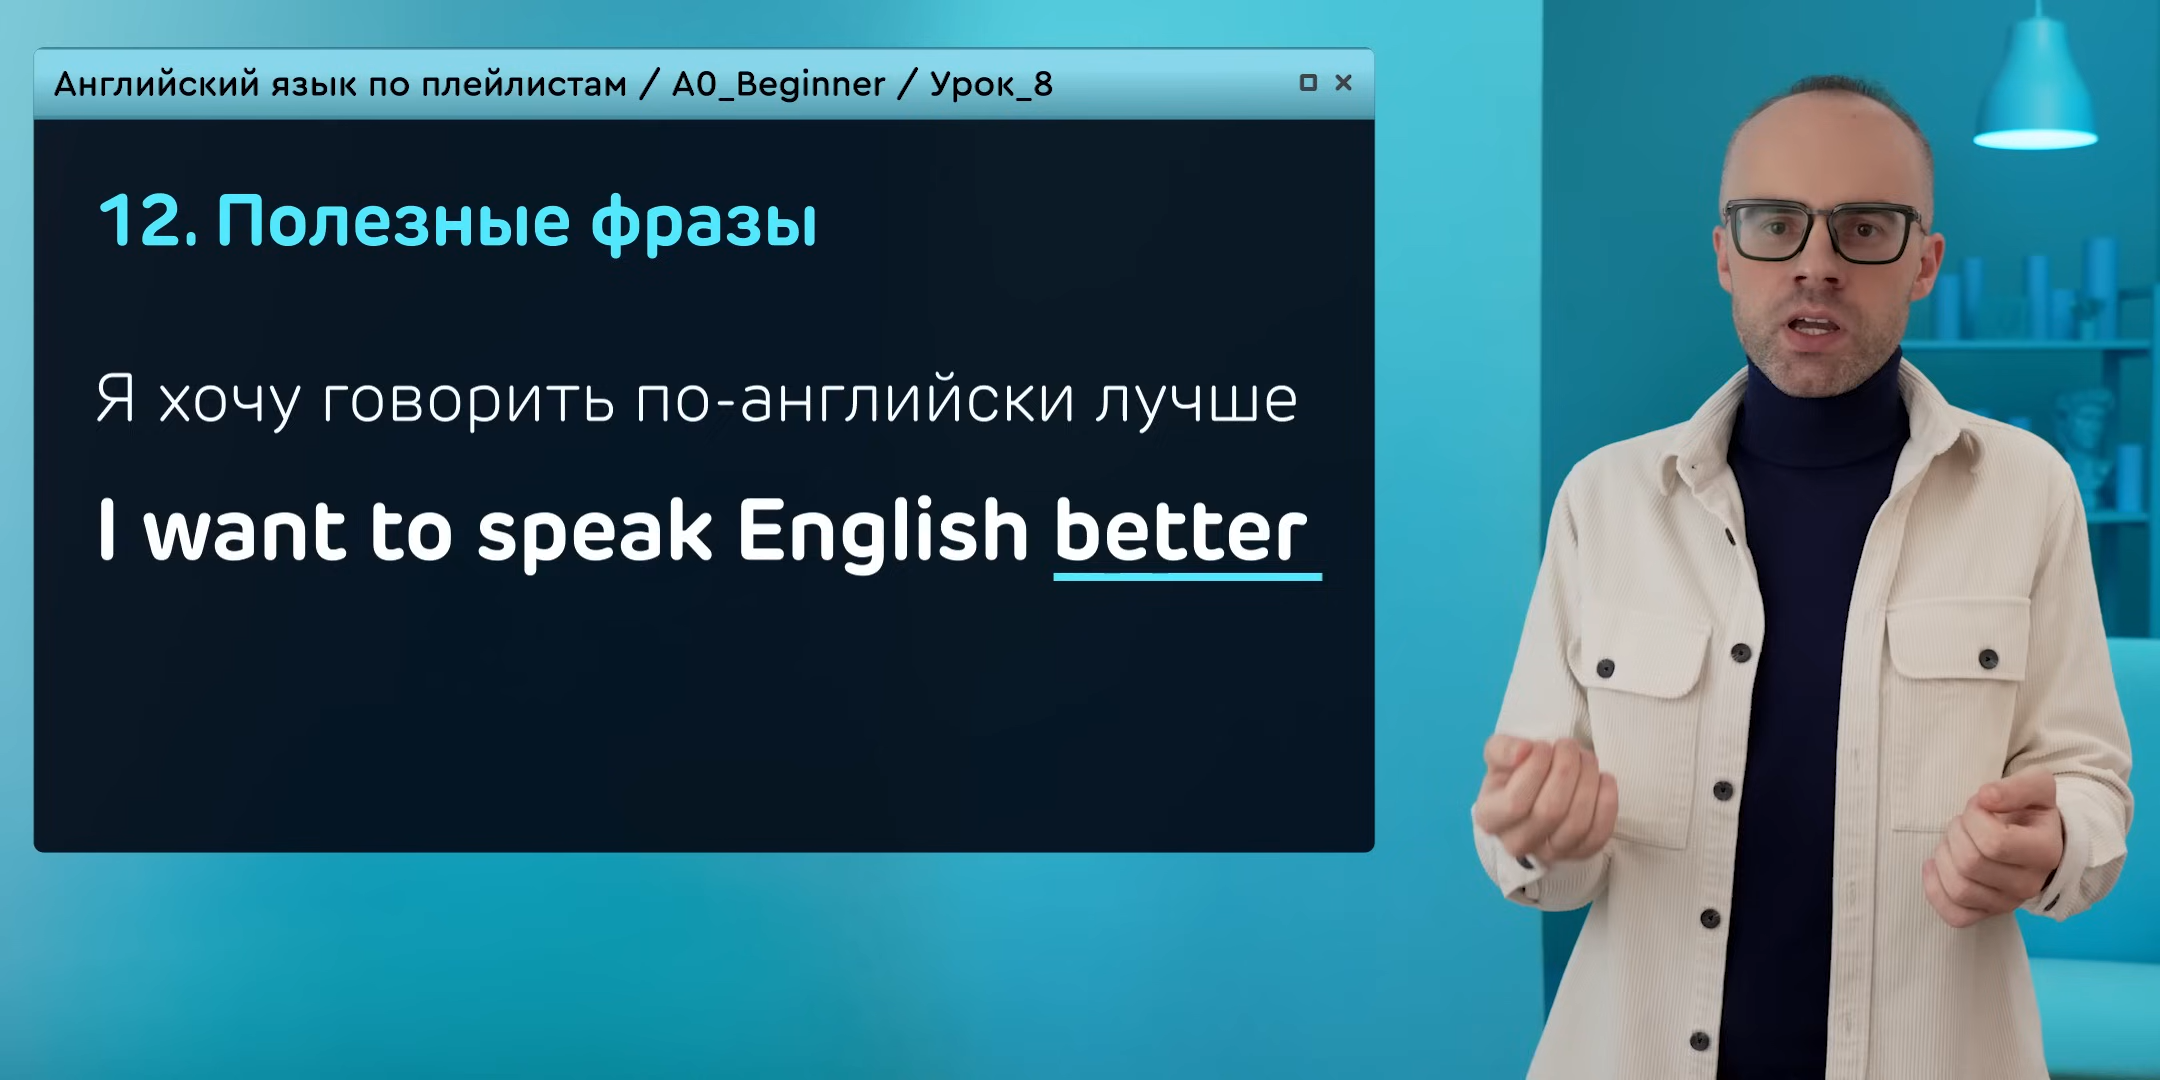 Английский язык по плейлистам / A0_Beginner / Урок_8
12. Полезные фразы
Я хочу говорить по-английски лучше
I want to speak English better